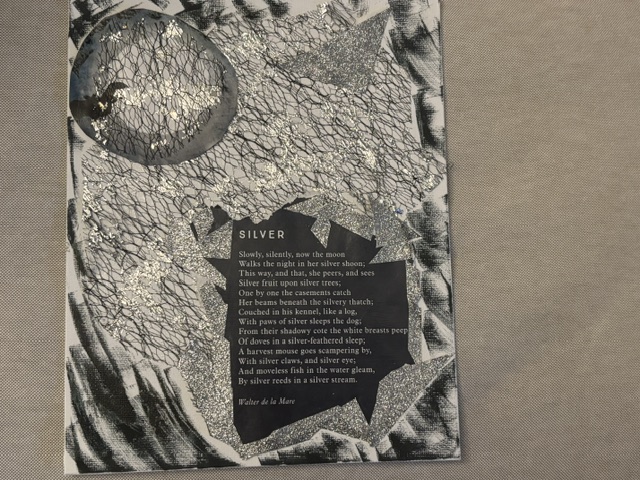 SILVER
Slowly, silently, now the moon
Walks the night in her silver shoon;
This way, and that, she peers, and sees
Silver fruit upon silver trees;
One by one the casements catch
Her beams beneath the silvery thatch;
Couched in his kennel, like a log,
With paws of silver sleeps the dog;
From their shadowy cote the white breasts peep
Of doves in a silver-feathered sleep;
A harvest mouse goes scampering by,
With silver claws, and silver eye;
And moveless fish in the water gleam,
By silver reeds in a silver stream.
Walter de la Mare